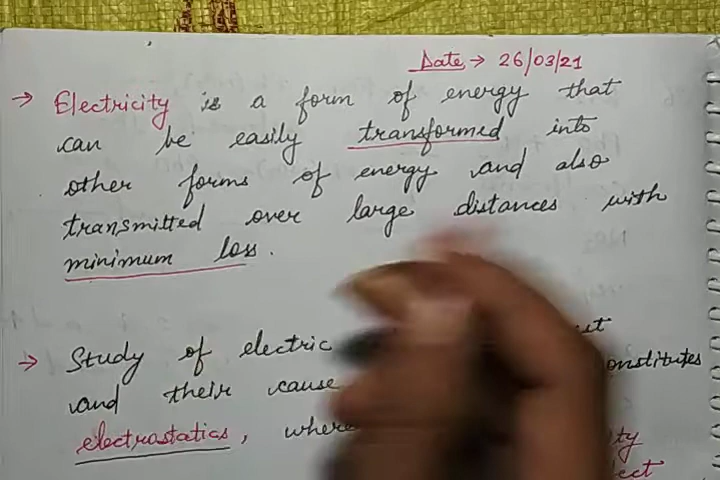 Date → 26/03/21
→ Electricity is a form of energy that
can be easily transformed into
other forms of energy and also
transmitted over large distances with
minimum loss.
→ Study of electric
and their cause constitutes
electrostatics, where